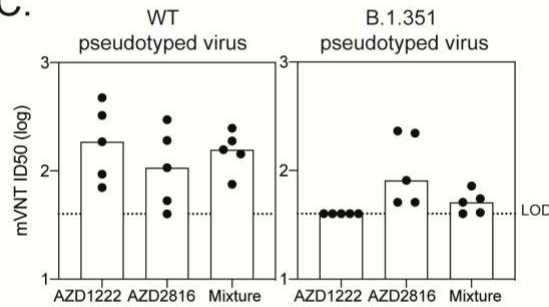 C.
WT
pseudotyped virus
B.1.351
pseudotyped virus
mVNT ID50 (log)
3
2
1
AZD1222 AZD2816 Mixture
3
2
1
AZD1222 AZD2816 Mixture
LOD